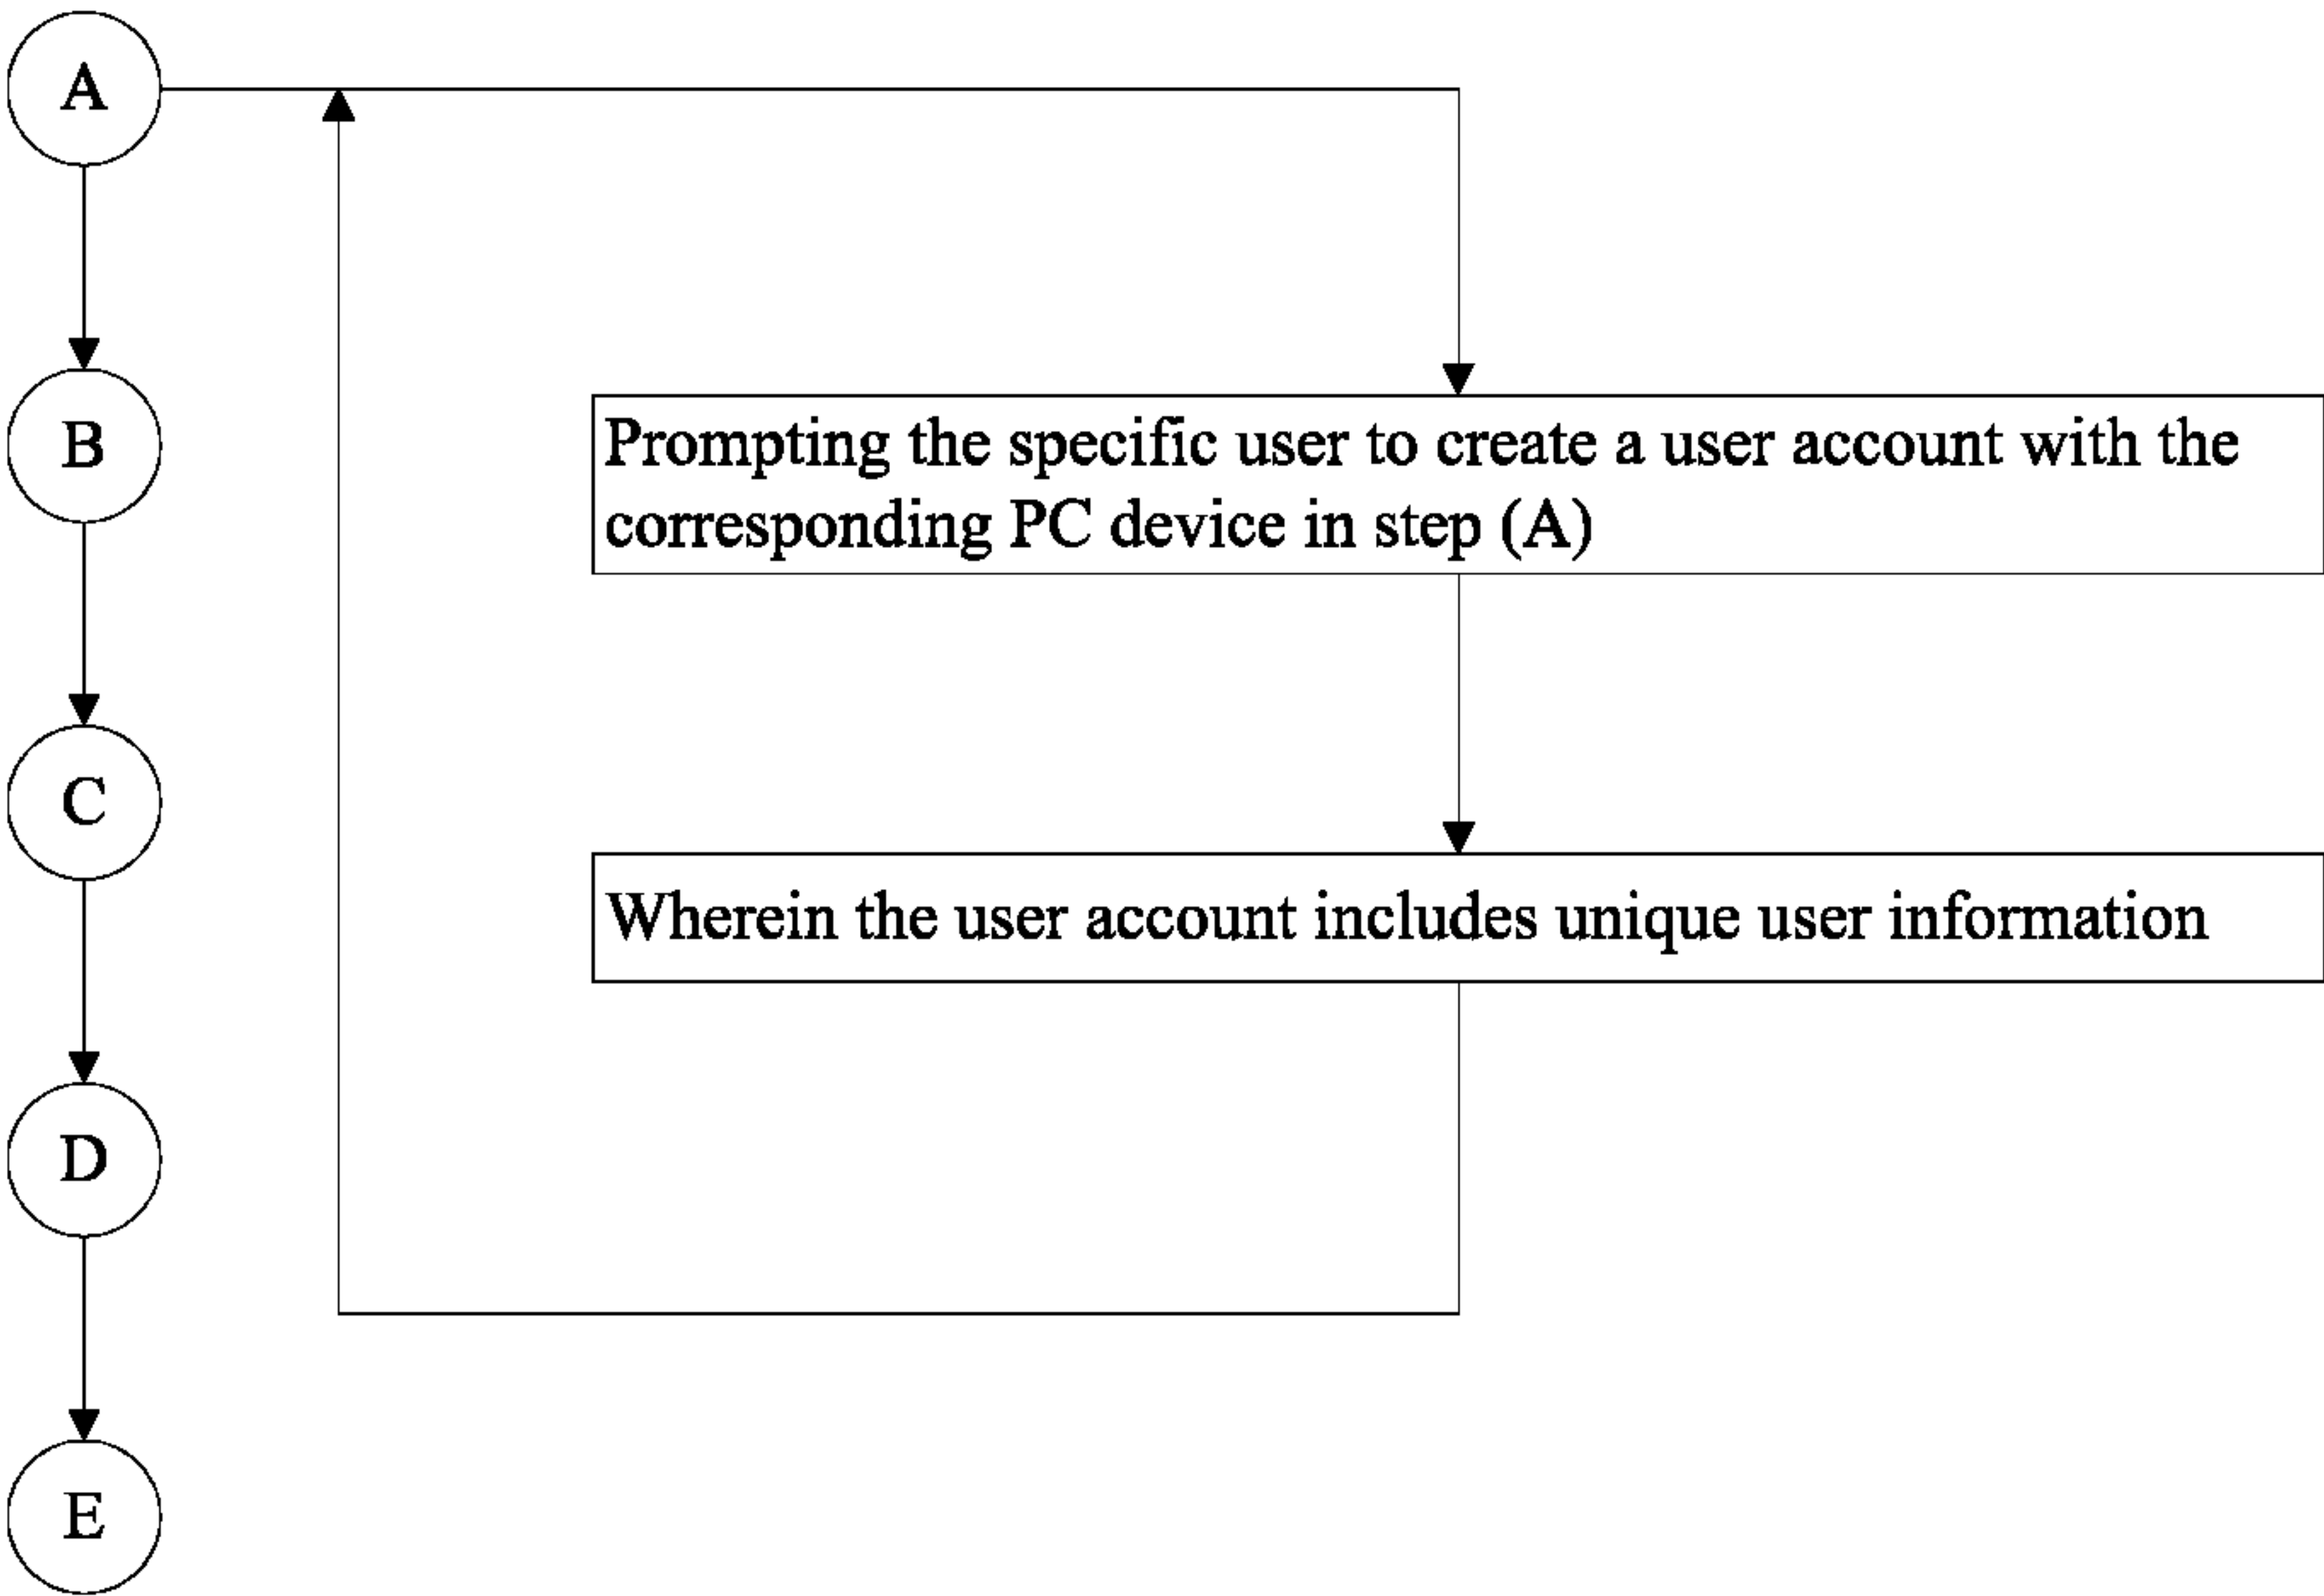 A
B
Prompting the specific user to create a user account with the
corresponding PC device in step (A)
C
Wherein the user account includes unique user information
D
E